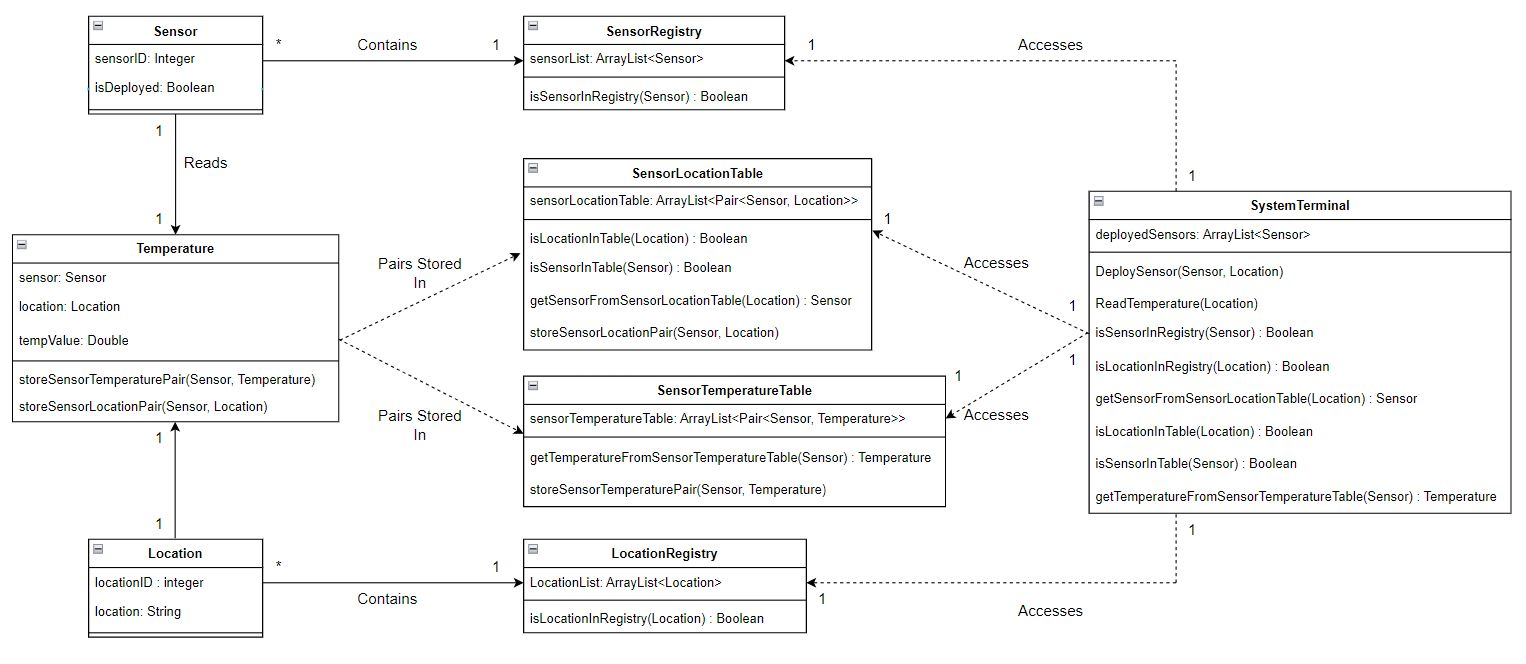 Sensor
sensorID: Integer
isDeployed: Boolean
*
Contains
1
SensorRegistry
sensorList: ArrayList<Sensor>
isSensorInRegistry(Sensor) : Boolean
1
Accesses
1
1
Reads
1
Temperature
sensor: Sensor
location: Location
tempValue: Double
storeSensorTemperaturePair(Sensor, Temperature)
storeSensorLocationPair(Sensor, Location)
Pairs Stored
In
Pairs Stored
In
SensorLocationTable
sensorLocationTable: ArrayList<Pair<Sensor, Location>>
isLocationInTable(Location) : Boolean
isSensorInTable(Sensor) : Boolean
getSensorFromSensorLocationTable(Location) : Sensor
storeSensorLocationPair(Sensor, Location)
1
Accesses
1
SensorTemperatureTable
sensorTemperatureTable: ArrayList<Pair<Sensor, Temperature>>
getTemperatureFromSensorTemperatureTable(Sensor) : Temperature
storeSensorTemperaturePair(Sensor, Temperature)
1
1
Accesses
SystemTerminal
deployedSensors: ArrayList<Sensor>
DeploySensor(Sensor, Location)
ReadTemperature(Location)
isSensorInRegistry(Sensor) : Boolean
isLocationInRegistry(Location) : Boolean
getSensorFromSensorLocationTable(Location) : Sensor
isLocationInTable(Location) : Boolean
isSensorInTable(Sensor) : Boolean
getTemperatureFromSensorTemperatureTable(Sensor) : Temperature
1
1
Location
locationID : integer
location: String
*
Contains
1
LocationRegistry
LocationList: ArrayList<Location>
isLocationInRegistry(Location) : Boolean
1
Accesses
1